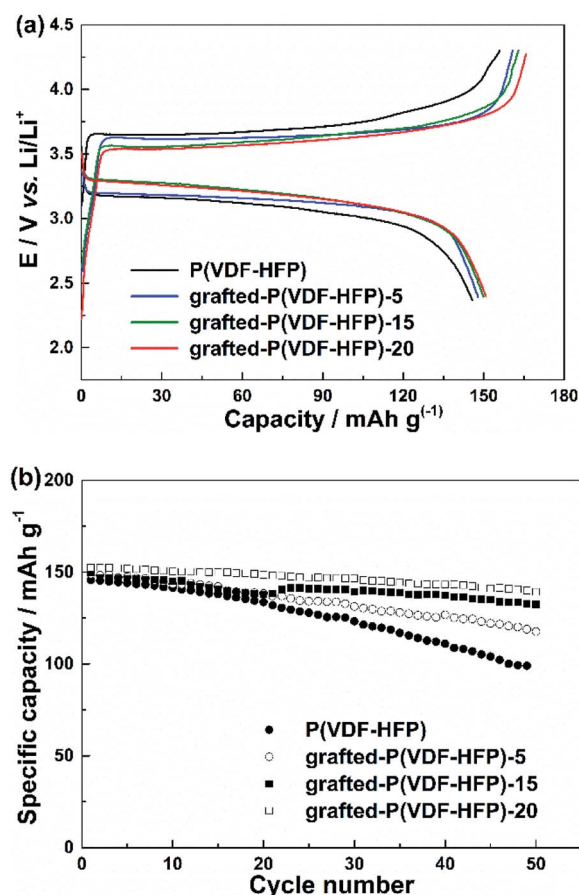 (a)
4.5
4.0
3.5
3.0
2.5
2.0
E / V vs. Li/Li⁺
P(VDF-HFP)
grafted-P(VDF-HFP)-5
grafted-P(VDF-HFP)-15
grafted-P(VDF-HFP)-20
0 30 60 90 120 150 180
Capacity / mAh g⁽⁻¹⁾
(b)
200
150
100
50
0
Specific capacity / mAh g⁻¹
P(VDF-HFP)
grafted-P(VDF-HFP)-5
grafted-P(VDF-HFP)-15
grafted-P(VDF-HFP)-20
0 10 20 30 40 50
Cycle number